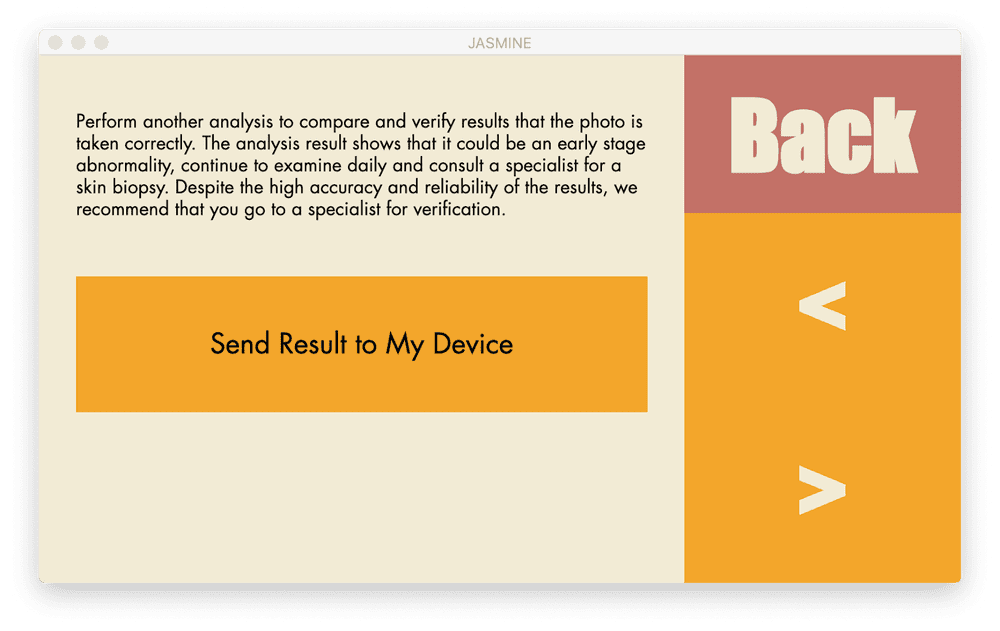 JASMINE
Perform another analysis to compare and verify results that the photo is
taken correctly. The analysis result shows that it could be an early stage
abnormality, continue to examine daily and consult a specialist for a
skin biopsy. Despite the high accuracy and reliability of the results, we
recommend that you go to a specialist for verification.
Send Result to My Device
Back
<
>